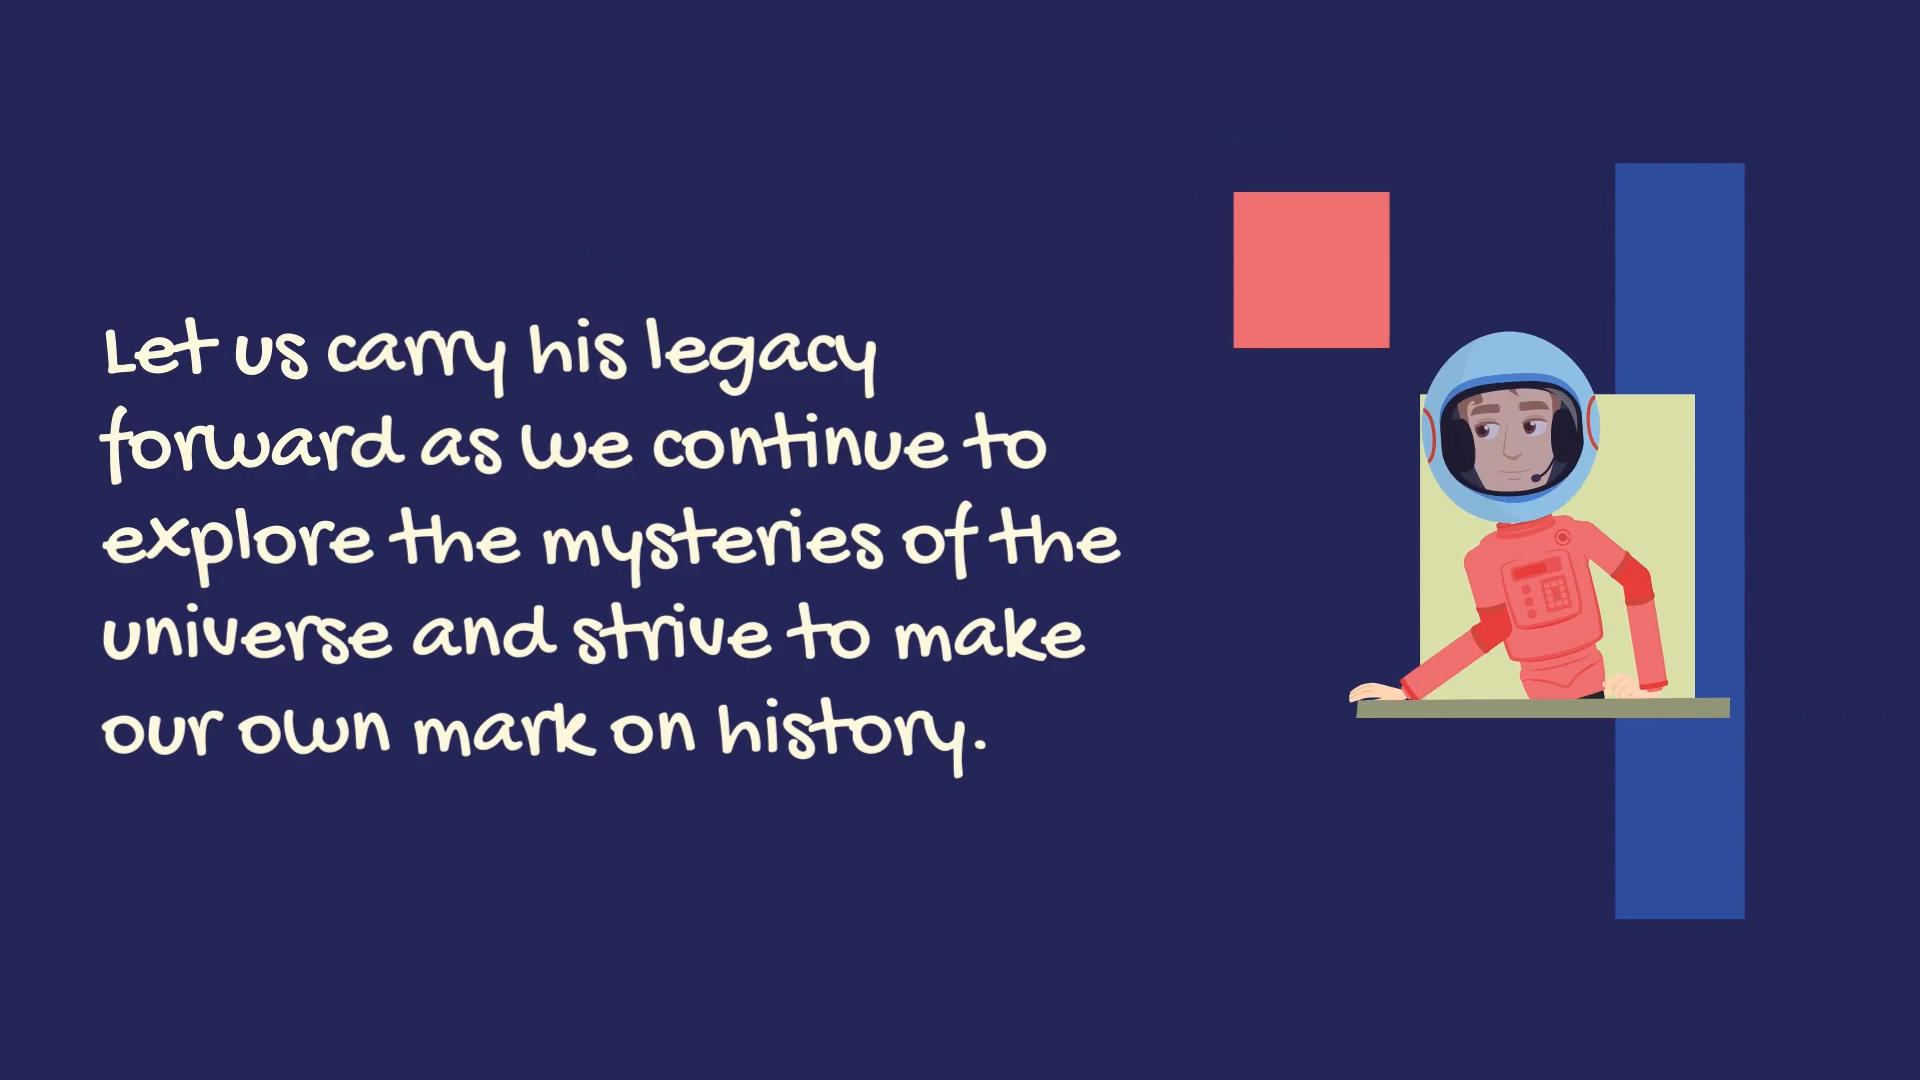 Let us carry his legacy
forward as we continue to
explore the mysteries of the
universe and strive to make
our own mark on history.